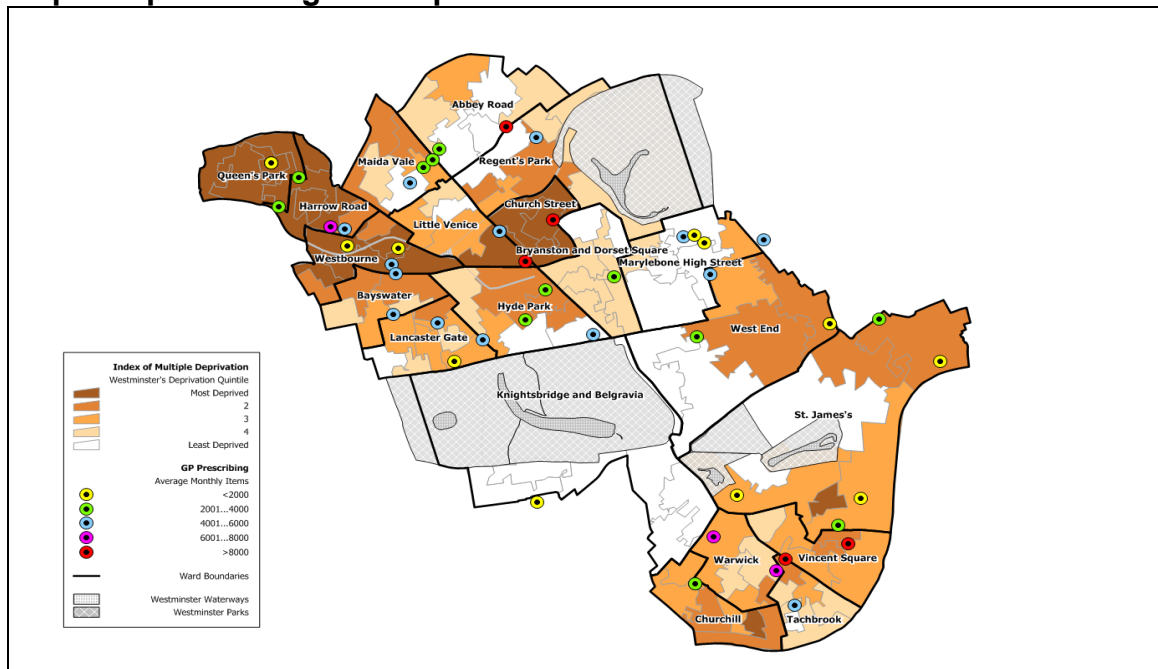 Abbey Road
Maida Vale
Regent's Park
Queen's Park
Harrow Road
Church Street
Little Venice
Bryanston and Dorset Square
Westbourne
Marylebone High Street
Bayswater
Hyde Park
West End
Lancaster Gate
Knightsbridge and Belgravia
St. James's
Warwick
Vincent Square
Churchill
Tachbrook
Index of Multiple Deprivation
Westminster's Deprivation Quintile
Most Deprived
2
3
4
Least Deprived
GP Prescribing
Average Monthly Items
<2000
2001...4000
4001...6000
6001...8000
>8000
Ward Boundaries
Westminster Waterways
Westminster Parks